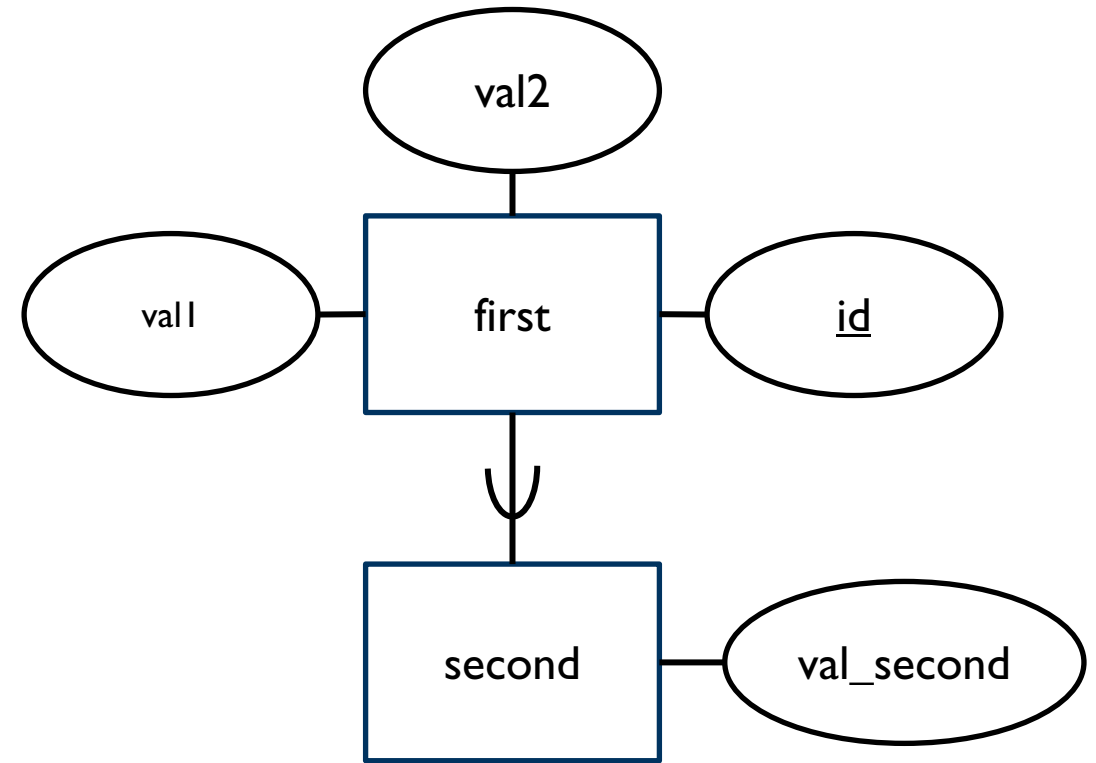 val2
val1
first
id
second
val_second